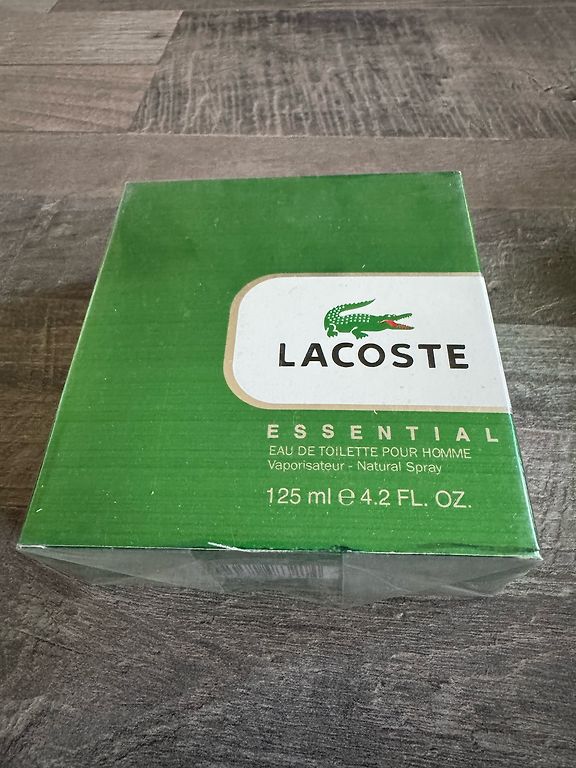 LACOSTE
ESSENTIAL
EAU DE TOILETTE POUR HOMME
Vaporisateur - Natural Spray
125 ml ℮ 4.2 FL. OZ.